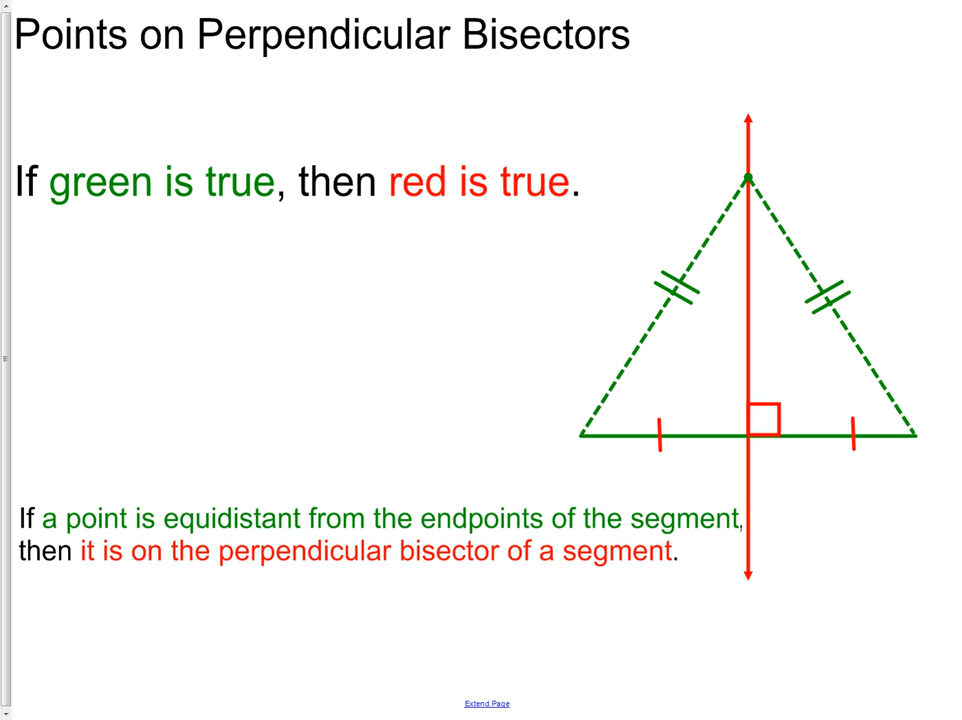 Points on Perpendicular Bisectors
If green is true, then red is true.
If a point is equidistant from the endpoints of the segment,
then it is on the perpendicular bisector of a segment.
Extend Page